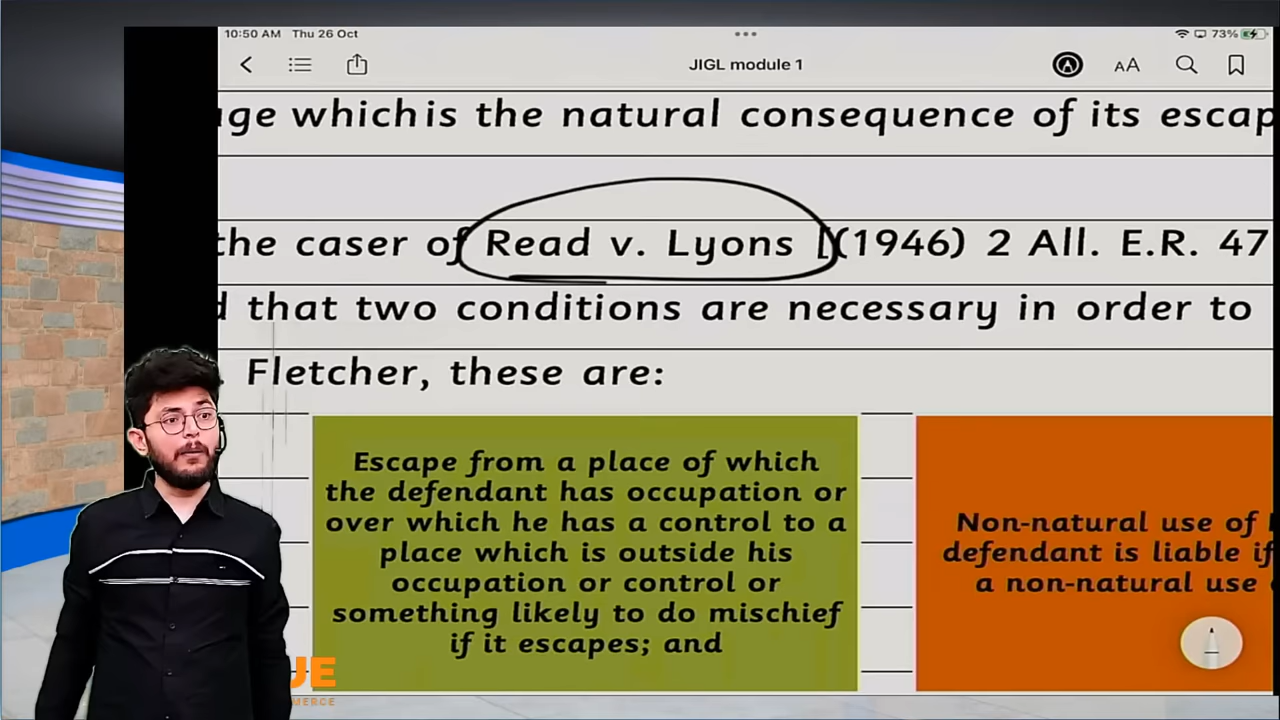 10:50 AM Thu 26 Oct
73%
JIGL module 1
AA
which is the natural consequence of its
the caser of Read v. Lyons [(1946) 2 All. E.R. 47
that two conditions are necessary in order to
. Fletcher, these are:
Escape from a place of which
the defendant has occupation or
over which he has a control to a
place which is outside his
occupation or control or
something likely to do mischief
if it escapes; and
Non-natural use of
defendant is liable if
a non-natural use